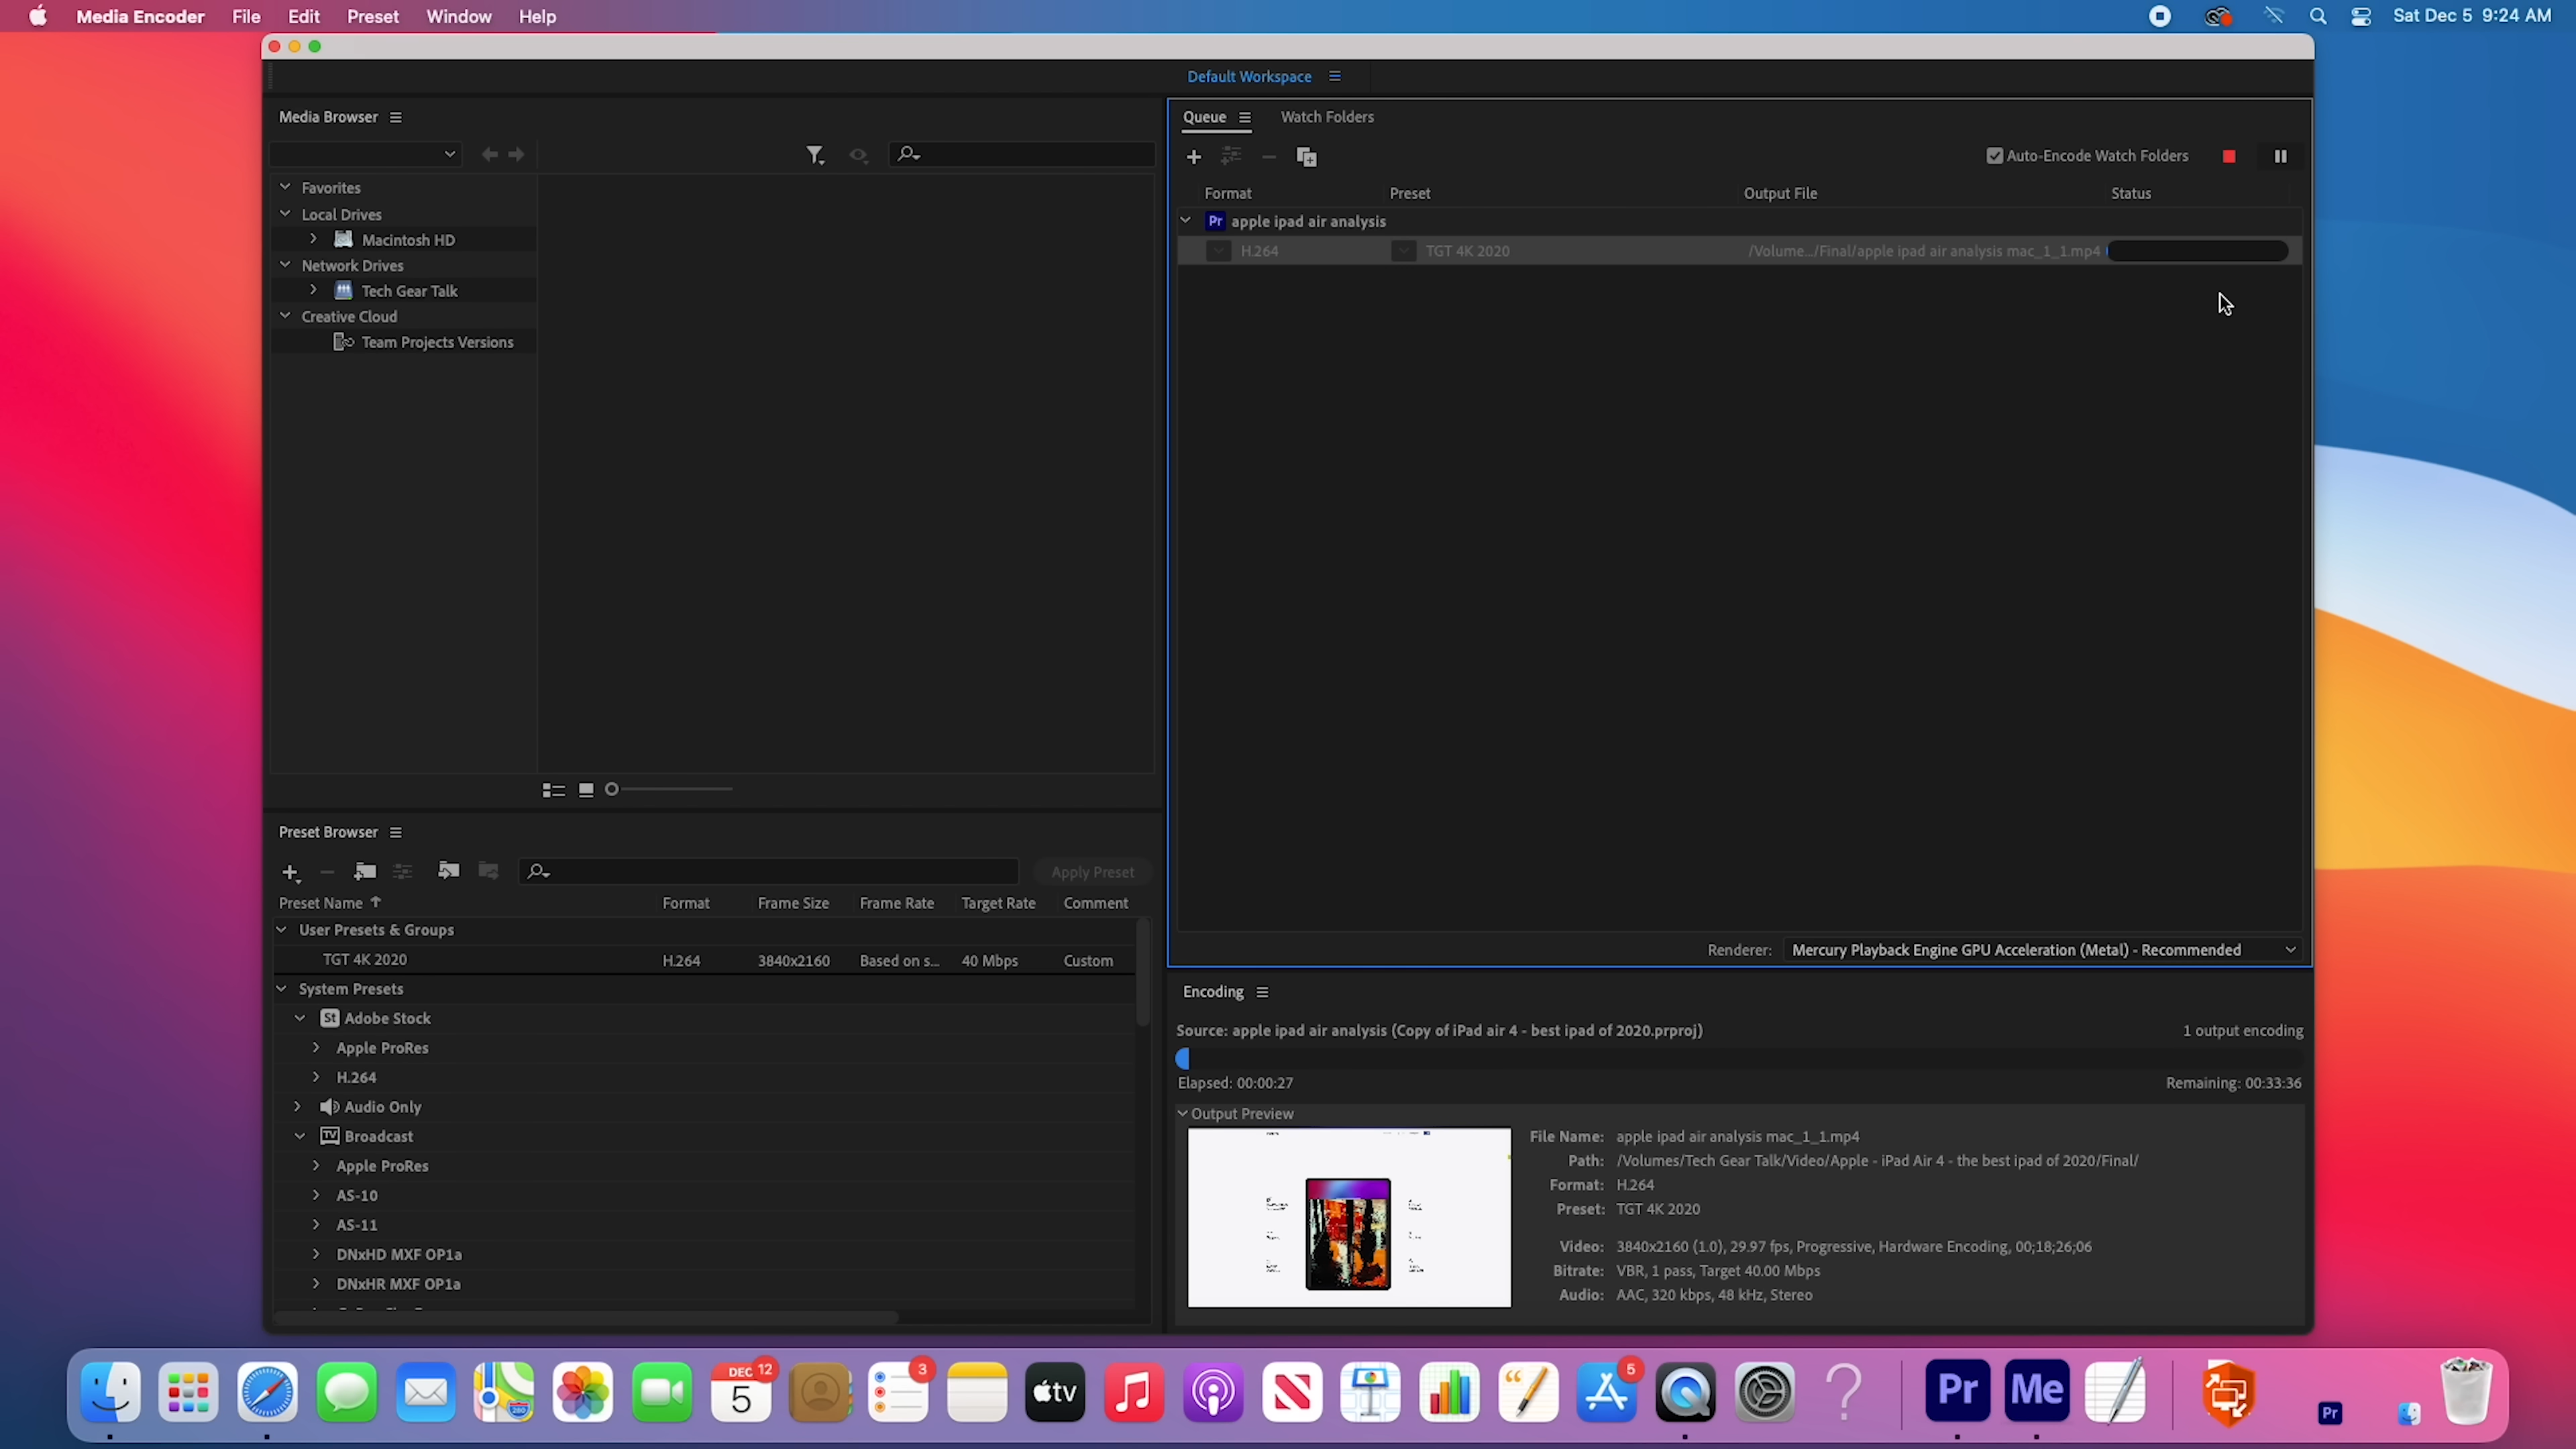 Media Encoder File Edit Preset Window Help Sat Dec 5 9:24 AM
Default Workspace
Media Browser
Favorites
Local Drives
Macintosh HD
Network Drives
Tech Gear Talk
Creative Cloud
Team Projects Versions
Queue Watch Folders
Auto-Encode Watch Folders
Format Preset Output File Status
Pr apple ipad air analysis
H.264 TGT 4K 2020 /Volume.../Final/apple ipad air analysis mac_1_1.mp4
Renderer: Mercury Playback Engine GPU Acceleration (Metal) - Recommended
Preset Browser
Apply Preset
Preset Name Format Frame Size Frame Rate Target Rate Comment
User Presets & Groups
TGT 4K 2020 H.264 3840x2160 Based on s... 40 Mbps Custom
System Presets
St Adobe Stock
Apple ProRes
H.264
Audio Only
TV Broadcast
Apple ProRes
AS-10
AS-11
DNxHD MXF OP1a
DNxHR MXF OP1a
Encoding
Source: apple ipad air analysis (Copy of iPad air 4 - best ipad of 2020.prproj) 1 output encoding
Elapsed: 00:00:27 Remaining: 00:33:36
Output Preview
File Name: apple ipad air analysis mac_1_1.mp4
Path: /Volumes/Tech Gear Talk/Video/Apple - iPad Air 4 - the best ipad of 2020/Final/
Format: H.264
Preset: TGT 4K 2020
Video: 3840x2160 (1.0), 29.97 fps, Progressive, Hardware Encoding, 00;18;26;06
Bitrate: VBR, 1 pass, Target 40.00 Mbps
Audio: AAC, 320 kbps, 48 kHz, Stereo
280 DEC 5 12 3 tv 5 ? Pr Me Pr